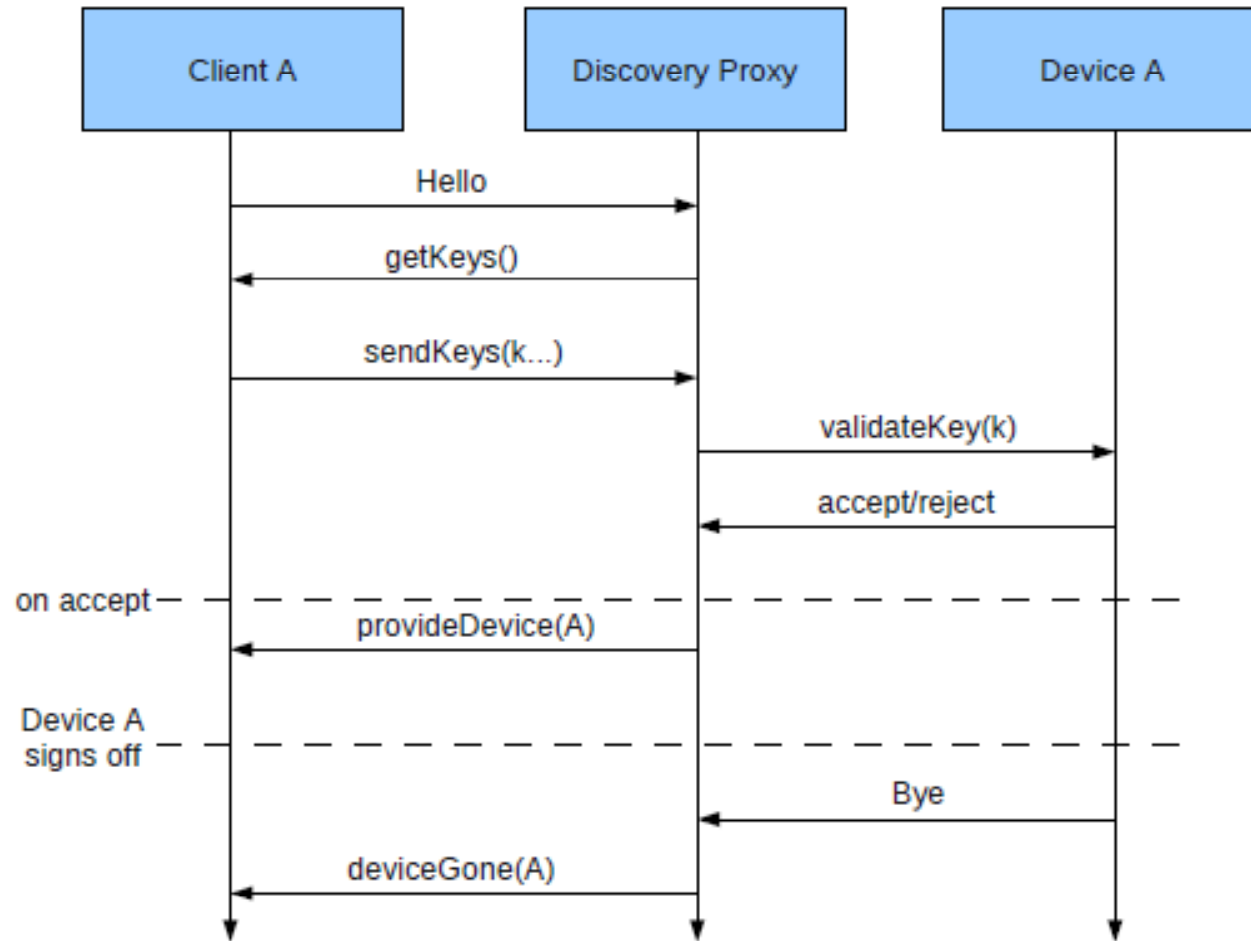 Client A
Discovery Proxy
Device A
Hello
getKeys()
sendKeys(k...)
validateKey(k)
accept/reject
on accept
provideDevice(A)
Device A
signs off
Bye
deviceGone(A)